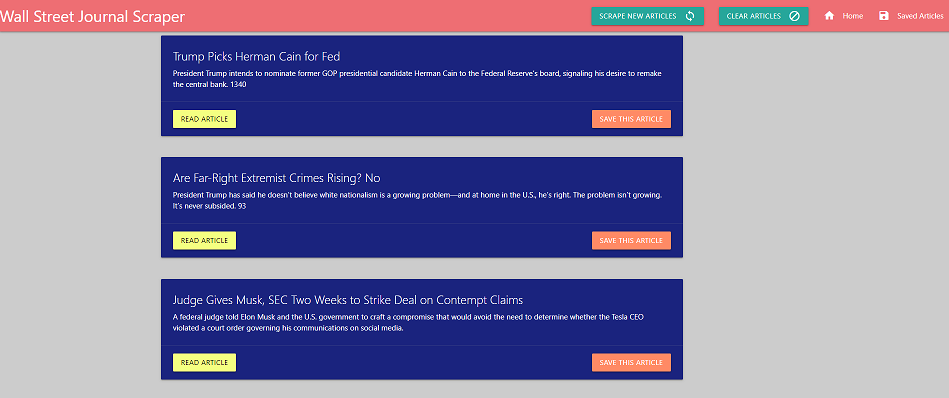 Wall Street Journal Scraper
SCRAPE NEW ARTICLES
CLEAR ARTICLES
Home
Saved Articles
Trump Picks Herman Cain for Fed
President Trump intends to nominate former GOP presidential candidate Herman Cain to the Federal Reserve's board, signaling his desire to remake
the central bank. 1340
READ ARTICLE
SAVE THIS ARTICLE
Are Far-Right Extremist Crimes Rising? No
President Trump has said he doesn't believe white nationalism is a growing problem—and at home in the U.S., he's right. The problem isn't growing.
It's never subsided. 93
READ ARTICLE
SAVE THIS ARTICLE
Judge Gives Musk, SEC Two Weeks to Strike Deal on Contempt Claims
A federal judge told Elon Musk and the U.S. government to craft a compromise that would avoid the need to determine whether the Tesla CEO
violated a court order governing his communications on social media.
READ ARTICLE
SAVE THIS ARTICLE